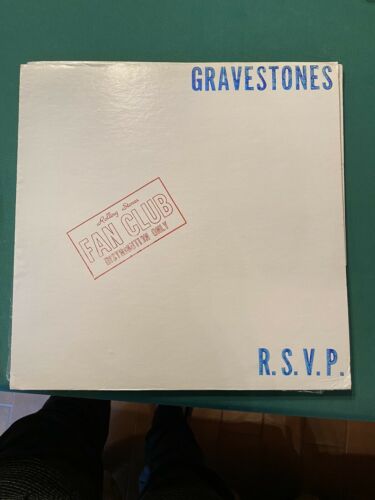 GRAVESTONES
Rolling Stones
FAN CLUB
DISTRIBUTION ONLY
R.S.V.P.